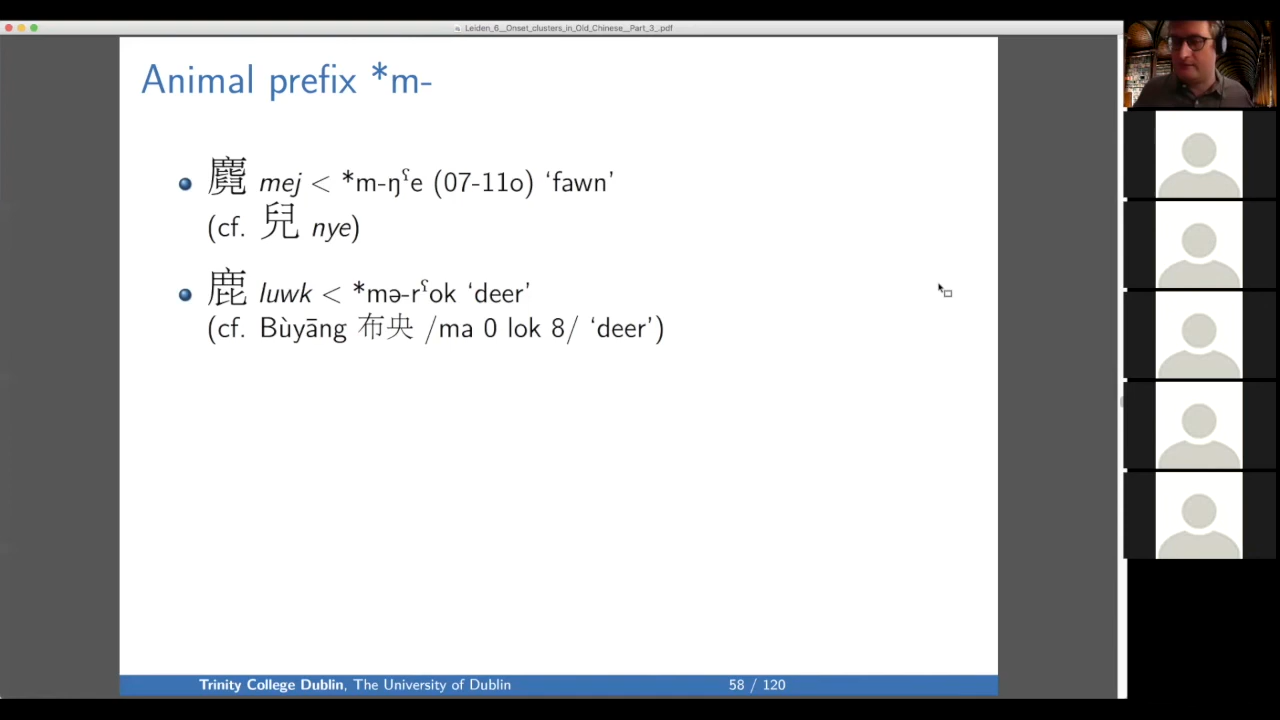 Leiden_6__Onset_clusters_in_Old_Chinese__Part_3_.pdf
Animal prefix *m-
麑 mej < *m-ŋˤe (07-11o) ‘fawn’
(cf. 兒 nye)
鹿 luwk < *mə-rˤok ‘deer’
(cf. Bùyāng 布央 /ma 0 lok 8/ ‘deer’)
Trinity College Dublin, The University of Dublin
58 / 120